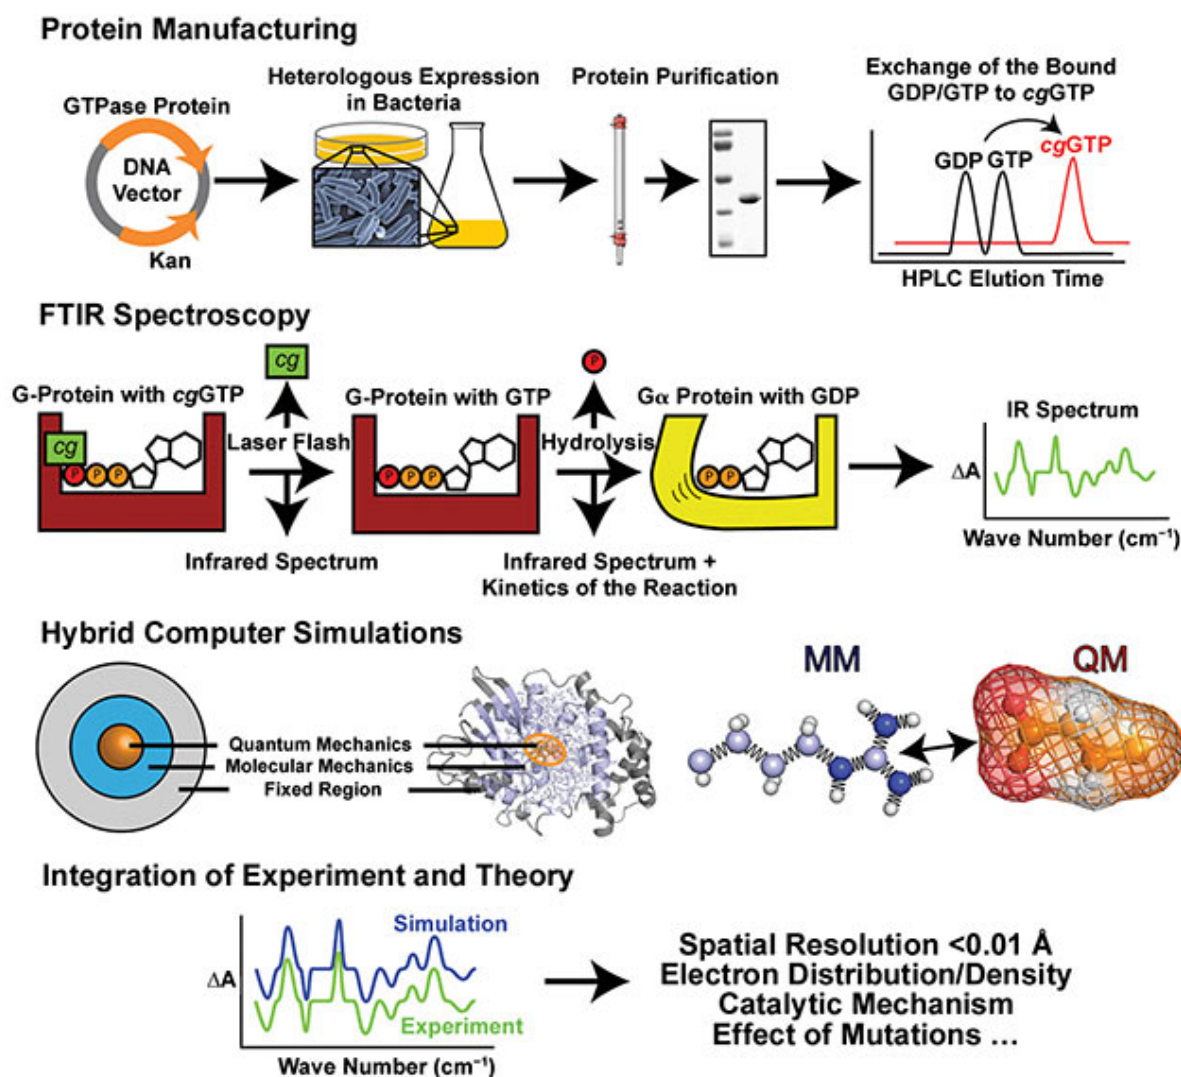 Protein Manufacturing
GTPase Protein
DNA
Vector
Kan
Heterologous Expression
in Bacteria
Protein Purification
Exchange of the Bound
GDP/GTP to cgGTP
GDP GTP
cgGTP
HPLC Elution Time
FTIR Spectroscopy
G-Protein with cgGTP
cg
P P P
cg
Laser Flash
Infrared Spectrum
G-Protein with GTP
P P P
P
Hydrolysis
Infrared Spectrum +
Kinetics of the Reaction
Gα Protein with GDP
P P
IR Spectrum
ΔA
Wave Number (cm⁻¹)
Hybrid Computer Simulations
Quantum Mechanics
Molecular Mechanics
Fixed Region
MM
QM
Integration of Experiment and Theory
Simulation
ΔA
Experiment
Wave Number (cm⁻¹)
Spatial Resolution <0.01 Å
Electron Distribution/Density
Catalytic Mechanism
Effect of Mutations ...